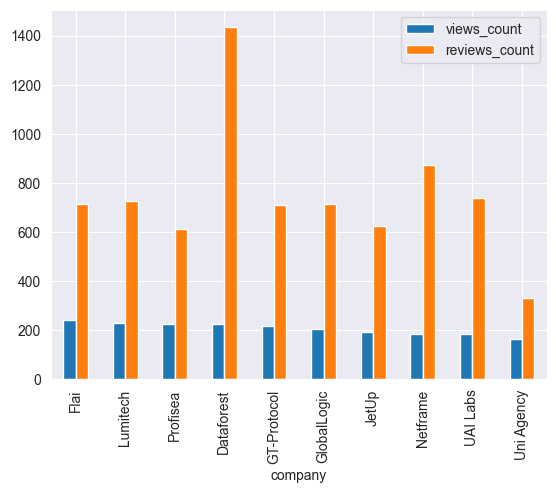 1400
1200
1000
800
600
400
200
0
views_count
reviews_count
Flai
Lumitech
Profisea
Dataforest
GT-Protocol
GlobalLogic
JetUp
Netframe
UAI Labs
Uni Agency
company